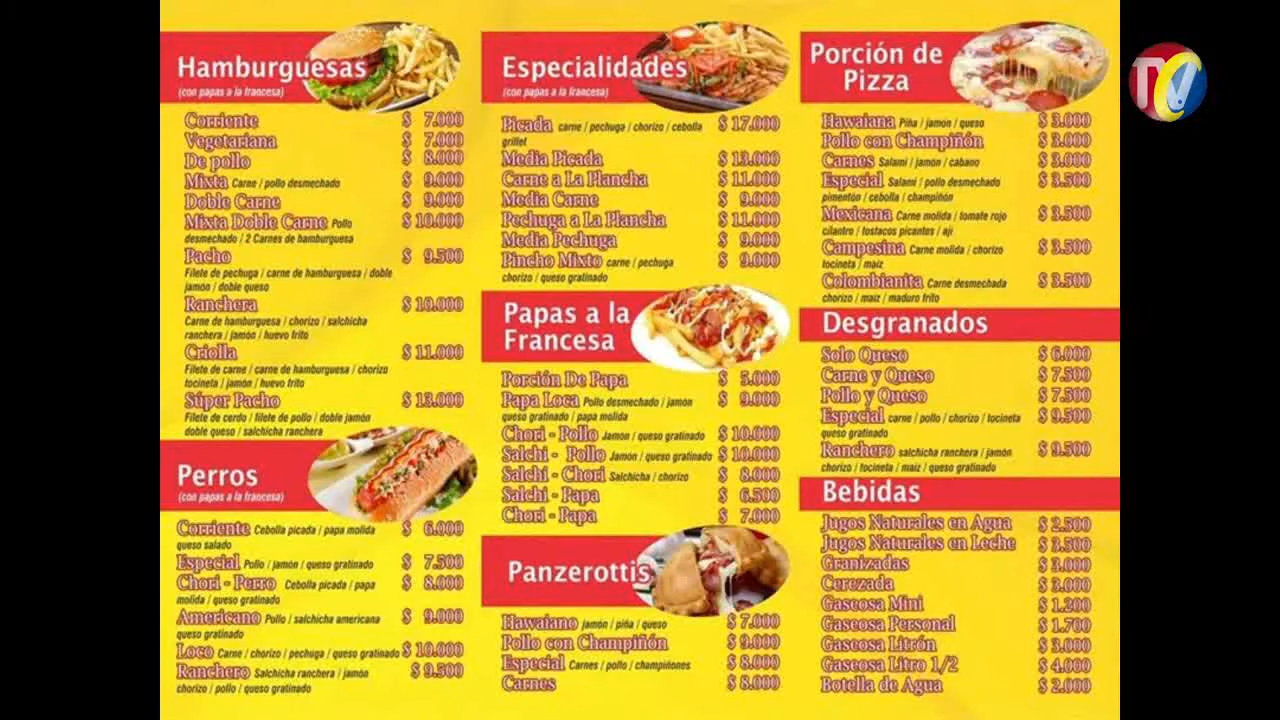 Hamburguesas
(con papas a la francesa)
Corriente $ 7.000
Vegetariana $ 7.000
De pollo $ 8.000
Mixta Carne / pollo desmechado $ 9.000
Doble Carne $ 9.000
Mixta Doble Carne Pollo $ 10.000
desmechado / 2 Carnes de hamburguesa
Pacho $ 9.500
Filete de pechuga / carne de hamburguesa / doble
jamón / doble queso
Ranchera $ 10.000
Carne de hamburguesa / chorizo / salchicha
ranchera / jamón / huevo frito
Criolla $ 11.000
Filete de carne / carne de hamburguesa / chorizo
tocineta / jamón / huevo frito
Súper Pacho $ 13.000
Filete de cerdo / filete de pollo / doble jamón
doble queso / salchicha ranchera
Perros
(con papas a la francesa)
Corriente Cebolla picada / papa molida $ 6.000
queso salado
Especial Pollo / jamón / queso gratinado $ 7.500
Chori - Perro Cebolla picada / papa $ 8.000
molida / queso gratinado
Americano Pollo / salchicha americana $ 9.000
queso gratinado
Loco Carne / chorizo / pechuga / queso gratinado $ 10.000
Ranchero Salchicha ranchera / jamón $ 9.500
chorizo / pollo / queso gratinado
Especialidades
(con papas a la francesa)
Picada carne / pechuga / chorizo / cebolla $ 17.000
grillet
Media Picada $ 13.000
Carne a La Plancha $ 11.000
Media Carne $ 9.000
Pechuga a La Plancha $ 11.000
Media Pechuga $ 9.000
Pincho Mixto carne / pechuga $ 9.000
chorizo / queso gratinado
Papas a la
Francesa
Porción De Papa $ 5.000
Papa Loca Pollo desmechado / jamón $ 9.000
queso gratinado / papa molida
Chori - Pollo Jamón / queso gratinado $ 10.000
Salchi - Pollo Jamón / queso gratinado $ 10.000
Salchi - Chori Salchicha / chorizo $ 8.000
Salchi - Papa $ 6.500
Chori - Papa $ 7.000
Panzerottis
Hawaiano jamón / piña / queso $ 7.000
Pollo con Champiñón $ 9.000
Especial Carnes / pollo / champiñones $ 8.000
Carnes $ 8.000
Porción de
Pizza
Hawaiana Piña / jamón / queso $ 3.000
Pollo con Champiñón $ 3.000
Carnes Salami / jamón / cabano $ 3.000
Especial Salami / pollo desmechado $ 3.500
pimentón / cebolla / champiñón
Mexicana Carne molida / tomate rojo $ 3.500
cilantro / tostacos picantes / ají
Campesina Carne molida / chorizo $ 3.500
tocineta / maíz
Colombianita Carne desmechada $ 3.500
chorizo / maíz / maduro frito
Desgranados
Solo Queso $ 6.000
Carne y Queso $ 7.500
Pollo y Queso $ 7.500
Especial carne / pollo / chorizo / tocineta $ 9.500
queso gratinado
Ranchero salchicha ranchera / jamón $ 9.500
chorizo / tocineta / maíz / queso gratinado
Bebidas
Jugos Naturales en Agua $ 2.500
Jugos Naturales en Leche $ 3.500
Granizadas $ 3.000
Cerezada $ 3.000
Gaseosa Mini $ 1.200
Gaseosa Personal $ 1.700
Gaseosa Litrón $ 3.000
Gaseosa Litro 1/2 $ 4.000
Botella de Agua $ 2.000
TVC